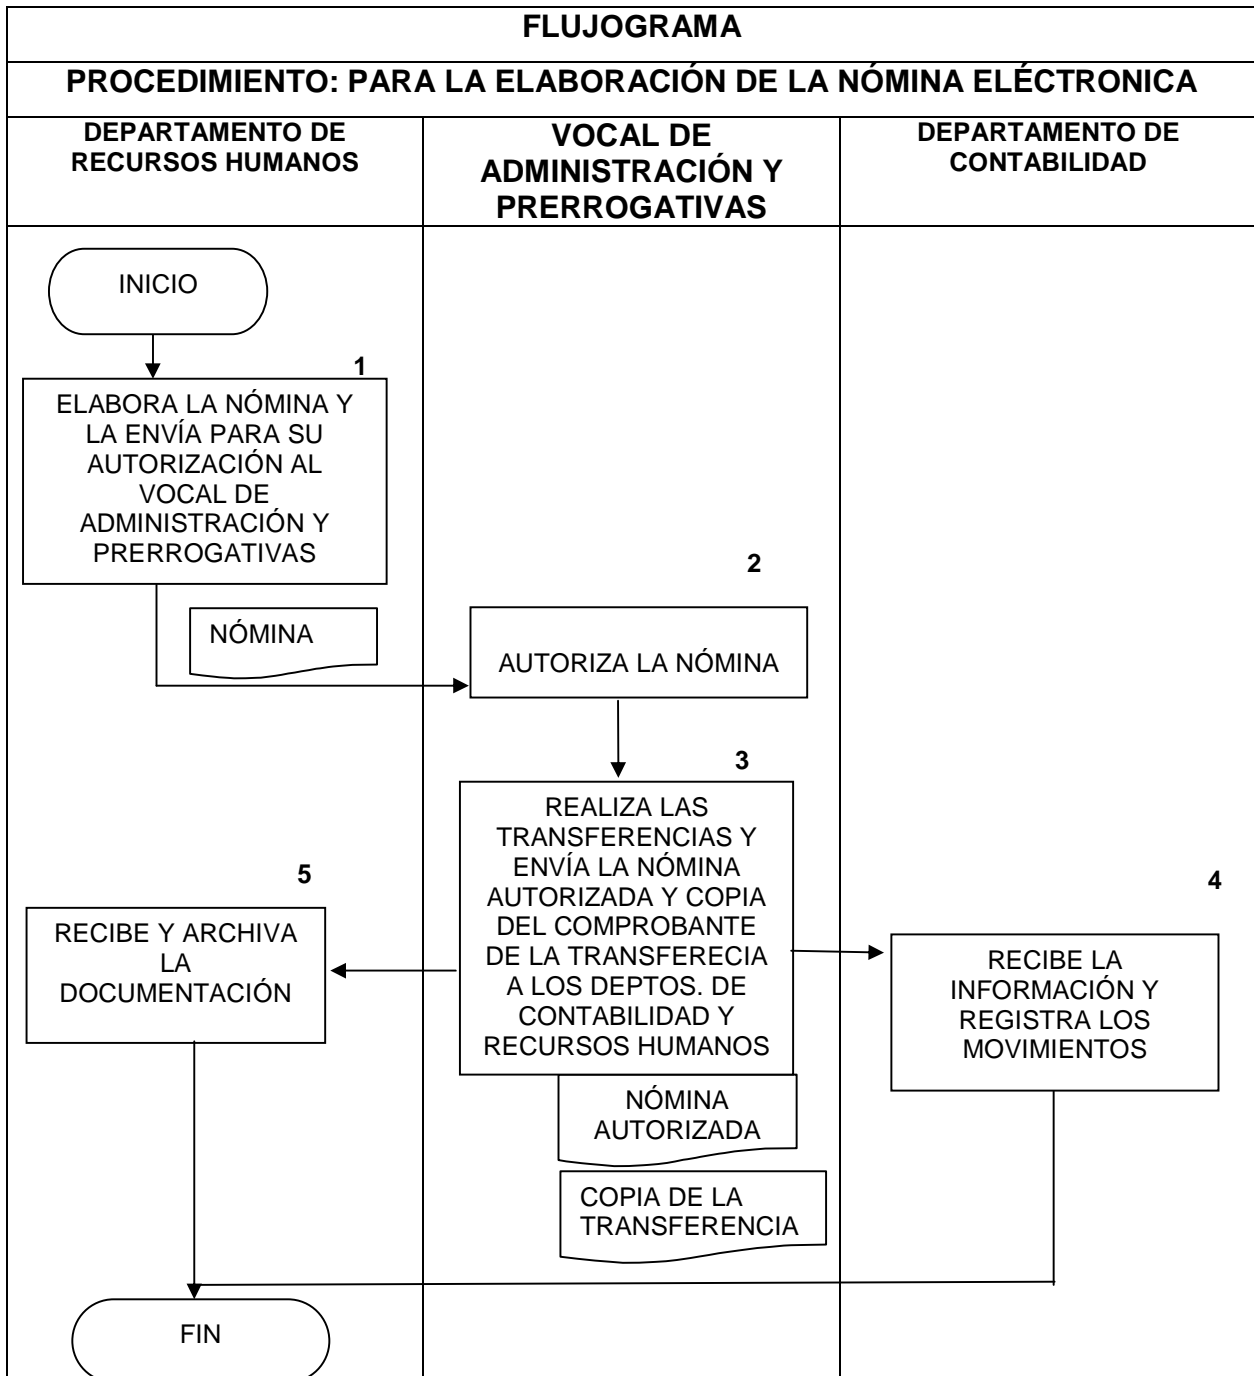 FLUJOGRAMA
PROCEDIMIENTO: PARA LA ELABORACIÓN DE LA NÓMINA ELÉCTRONICA
DEPARTAMENTO DE
RECURSOS HUMANOS
VOCAL DE
ADMINISTRACIÓN Y
PRERROGATIVAS
DEPARTAMENTO DE
CONTABILIDAD
INICIO
1
ELABORA LA NÓMINA Y
LA ENVÍA PARA SU
AUTORIZACIÓN AL
VOCAL DE
ADMINISTRACIÓN Y
PRERROGATIVAS
NÓMINA
2
AUTORIZA LA NÓMINA
3
REALIZA LAS
TRANSFERENCIAS Y
ENVÍA LA NÓMINA
AUTORIZADA Y COPIA
DEL COMPROBANTE
DE LA TRANSFERECIA
A LOS DEPTOS. DE
CONTABILIDAD Y
RECURSOS HUMANOS
NÓMINA
AUTORIZADA
COPIA DE LA
TRANSFERENCIA
4
RECIBE LA
INFORMACIÓN Y
REGISTRA LOS
MOVIMIENTOS
5
RECIBE Y ARCHIVA
LA
DOCUMENTACIÓN
FIN